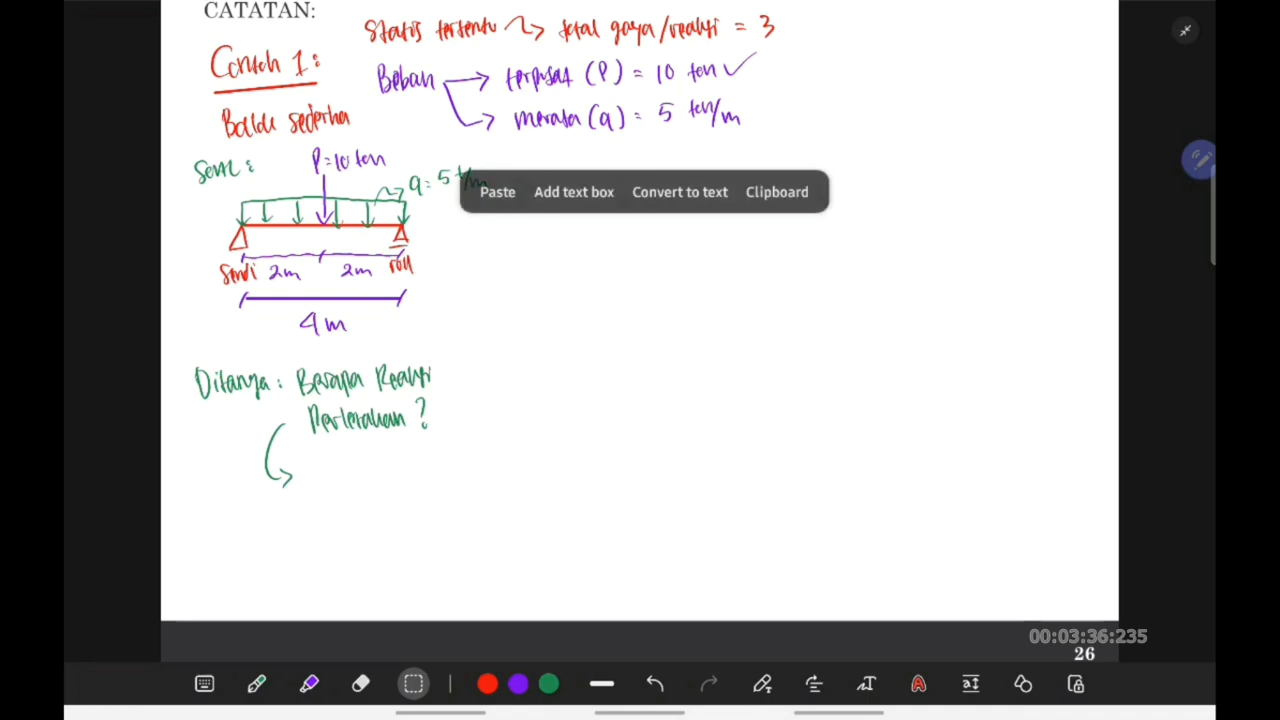 CATATAN:
Statis tertentu → total gaya/reaksi = 3
Contoh 1:
Beban → terpusat (P) = 10 ton ✓
→ merata (q) = 5 ton/m
Balok sederhana
Soal:
P=10 ton
q = 5 t/m
Paste Add text box Convert to text Clipboard
Sendi 2m 2m roll
4m
Ditanya: Berapa Reaksi
Perletakan?
00:03:36:235
26